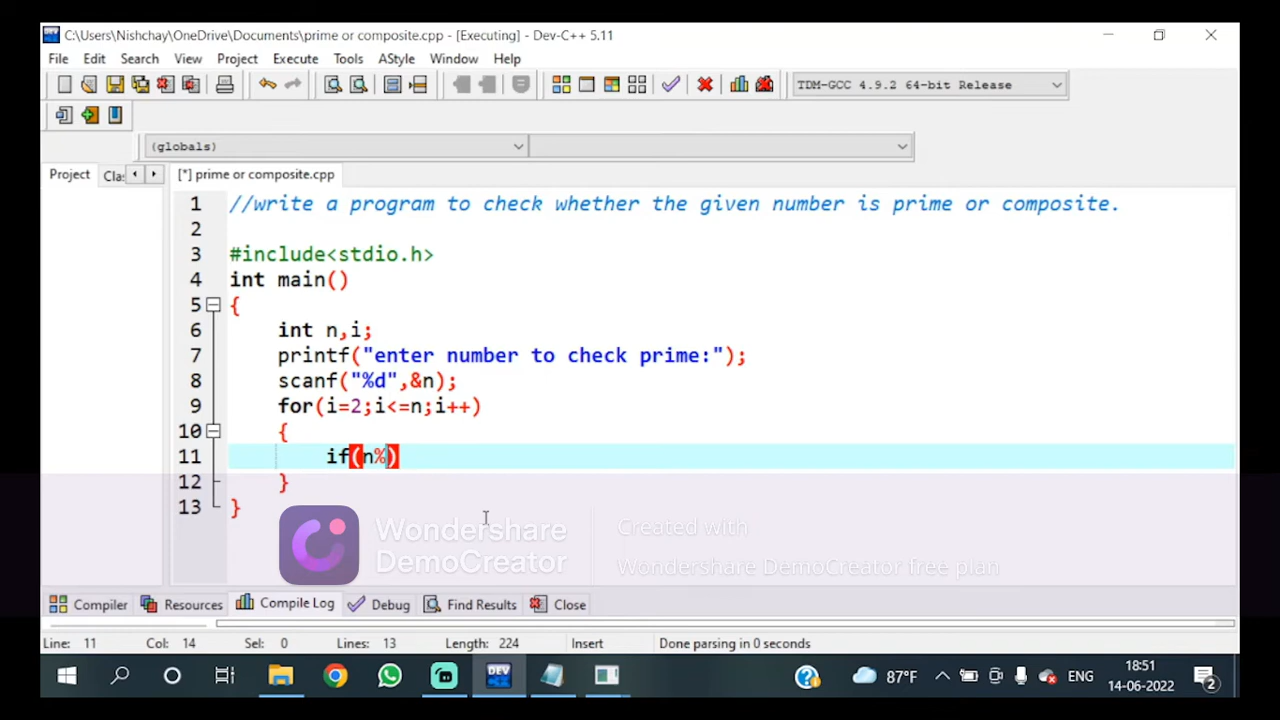 C:\Users\Nishchay\OneDrive\Documents\prime or composite.cpp - [Executing] - Dev-C++ 5.11
File Edit Search View Project Execute Tools AStyle Window Help
TDM-GCC 4.9.2 64-bit Release
(globals)
Project Cla: [*] prime or composite.cpp
1 //write a program to check whether the given number is prime or composite.
2
3 #include<stdio.h>
4 int main()
5 {
6 int n,i;
7 printf("enter number to check prime:");
8 scanf("%d",&n);
9 for(i=2;i<=n;i++)
10 {
11 if(n%)
12 }
13 }
Wondershare DemoCreator
Created with
Wondershare DemoCreator free plan
Compiler Resources Compile Log Debug Find Results Close
Line: 11 Col: 14 Sel: 0 Lines: 13 Length: 224 Insert Done parsing in 0 seconds
DEV 87°F ENG 18:51
14-06-2022 2